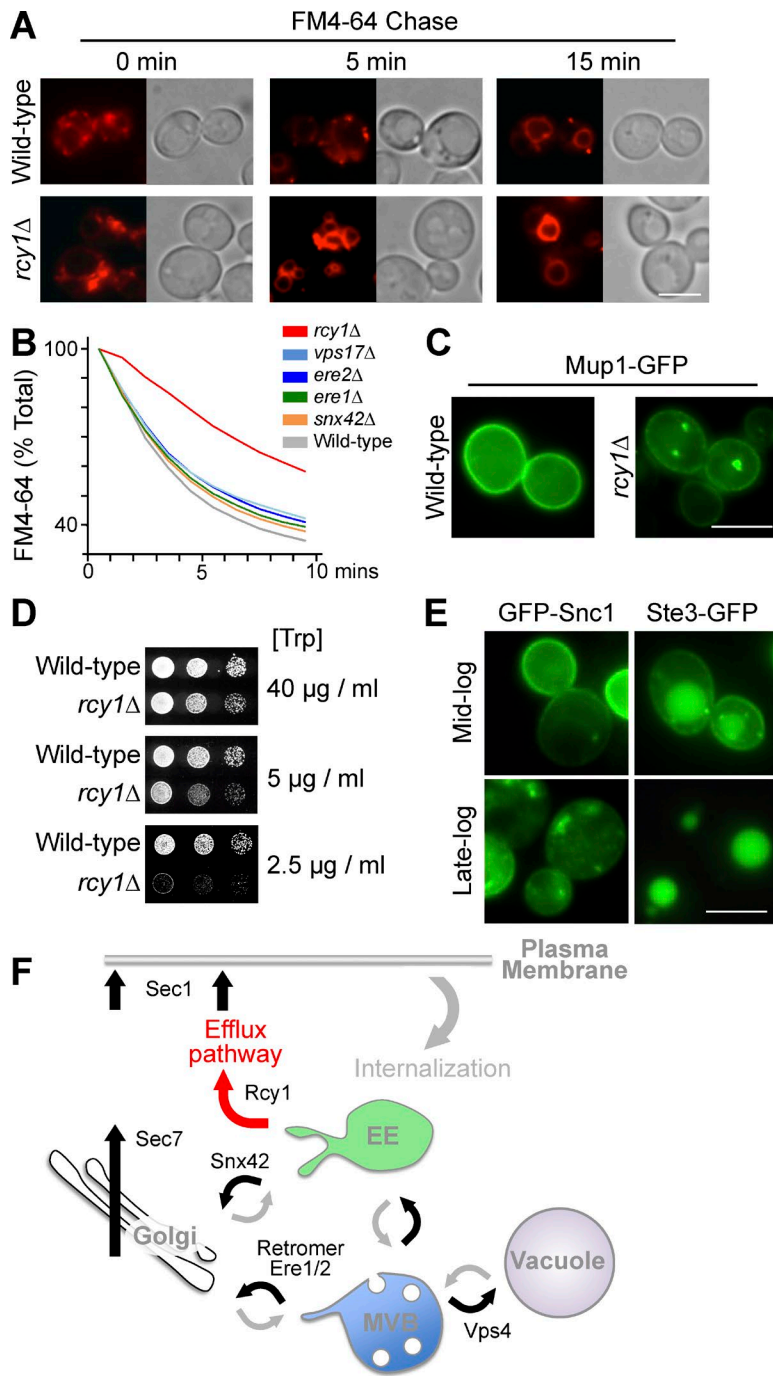 A
FM4-64 Chase
0 min 5 min 15 min
Wild-type
rcy1Δ
B
FM4-64 (% Total)
100
40
0 5 10 mins
rcy1Δ
vps17Δ
ere2Δ
ere1Δ
snx42Δ
Wild-type
C
Mup1-GFP
Wild-type
rcy1Δ
D
[Trp]
Wild-type
rcy1Δ
40 µg / ml
Wild-type
rcy1Δ
5 µg / ml
Wild-type
rcy1Δ
2.5 µg / ml
E
GFP-Snc1 Ste3-GFP
Mid-log
Late-log
F
Plasma
Membrane
Sec1
Efflux
pathway
Internalization
Rcy1
EE
Sec7
Snx42
Golgi
Retromer
Ere1/2
MVB
Vacuole
Vps4